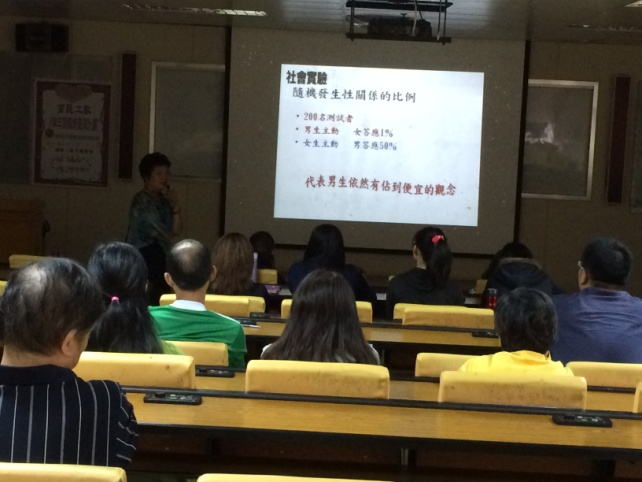 社會實驗
隨機發生性關係的比例
• 200名測試者
• 男生主動 女答應1%
• 女生主動 男答應50%
代表男生依然有佔到便宜的觀念